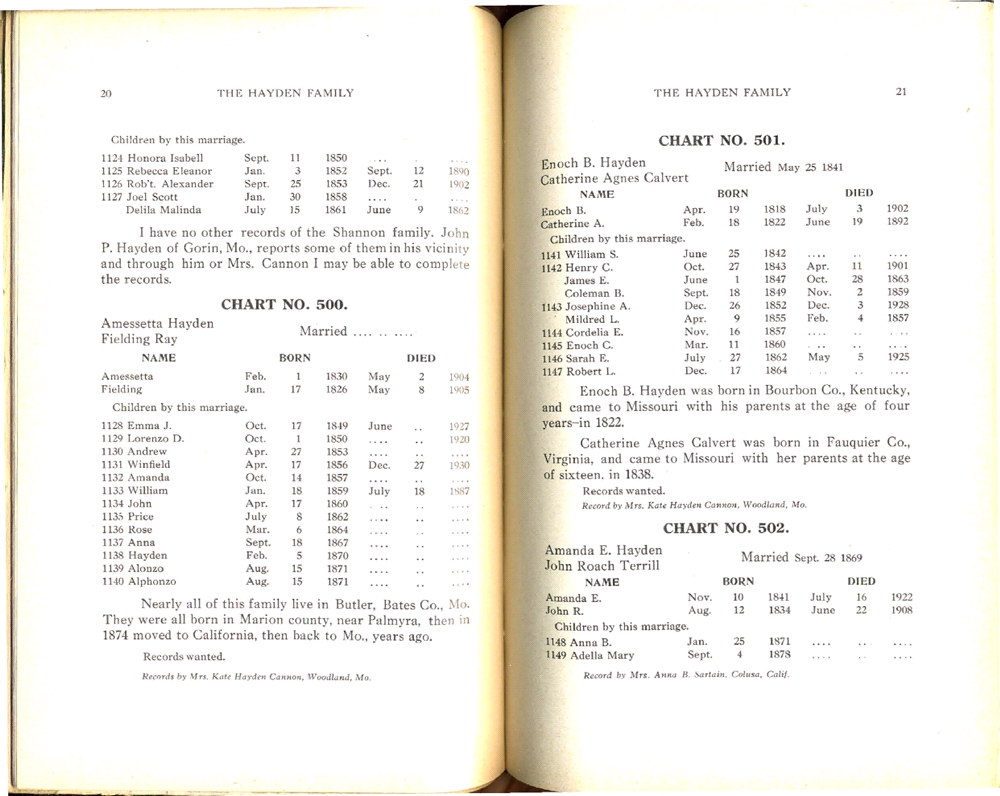 20 THE HAYDEN FAMILY
Children by this marriage.
1124 Honora Isabell Sept. 11 1850 .... . ....
1125 Rebecca Eleanor Jan. 3 1852 Sept. 12 1890
1126 Rob't. Alexander Sept. 25 1853 Dec. 21 1902
1127 Joel Scott Jan. 30 1858 .... .. ....
Delila Malinda July 15 1861 June 9 1862
I have no other records of the Shannon family. John
P. Hayden of Gorin, Mo., reports some of them in his vicinity
and through him or Mrs. Cannon I may be able to complete
the records.
CHART NO. 500.
Amessetta Hayden
Fielding Ray
Married .... .. ....
NAME BORN DIED
Amessetta Feb. 1 1830 May 2 1904
Fielding Jan. 17 1826 May 8 1905
Children by this marriage.
1128 Emma J. Oct. 17 1849 June .. 1927
1129 Lorenzo D. Oct. 1 1850 .... .. 1920
1130 Andrew Apr. 27 1853 .... .. ....
1131 Winfield Apr. 17 1856 Dec. 27 1930
1132 Amanda Oct. 14 1857 .... .. ....
1133 William Jan. 18 1859 July 18 1887
1134 John Apr. 17 1860 . ... .. ....
1135 Price July 8 1862 .... .. ....
1136 Rose Mar. 6 1864 .... .. ....
1137 Anna Sept. 18 1867 .... .. ....
1138 Hayden Feb. 5 1870 .... .. ....
1139 Alonzo Aug. 15 1871 .... .. ....
1140 Alphonzo Aug. 15 1871 .... .. ....
Nearly all of this family live in Butler, Bates Co., Mo.
They were all born in Marion county, near Palmyra, then in
1874 moved to California, then back to Mo., years ago.
Records wanted.
Records by Mrs. Kate Hayden Cannon, Woodland, Mo.
THE HAYDEN FAMILY 21
CHART NO. 501.
Enoch B. Hayden
Catherine Agnes Calvert
Married May 25 1841
NAME BORN DIED
Enoch B. Apr. 19 1818 July 3 1902
Catherine A. Feb. 18 1822 June 19 1892
Children by this marriage.
1141 William S. June 25 1842 .... .. ....
1142 Henry C. Oct. 27 1843 Apr. 11 1901
James E. June 1 1847 Oct. 28 1863
Coleman B. Sept. 18 1849 Nov. 2 1859
1143 Josephine A. Dec. 26 1852 Dec. 3 1928
Mildred L. Apr. 9 1855 Feb. 4 1857
1144 Cordelia E. Nov. 16 1857 .... .. ....
1145 Enoch C. Mar. 11 1860 . .. .. ....
1146 Sarah E. July 27 1862 May 5 1925
1147 Robert L. Dec. 17 1864 . .. .. ....
Enoch B. Hayden was born in Bourbon Co., Kentucky,
and came to Missouri with his parents at the age of four
years—in 1822.
Catherine Agnes Calvert was born in Fauquier Co.,
Virginia, and came to Missouri with her parents at the age
of sixteen. in 1838.
Records wanted.
Record by Mrs. Kate Hayden Cannon, Woodland, Mo.
CHART NO. 502.
Amanda E. Hayden
John Roach Terrill
Married Sept. 28 1869
NAME BORN DIED
Amanda E. Nov. 10 1841 July 16 1922
John R. Aug. 12 1834 June 22 1908
Children by this marriage.
1148 Anna B. Jan. 25 1871 .... .. ....
1149 Adella Mary Sept. 4 1878 .... .. ....
Record by Mrs. Anna B. Sartain, Colusa, Calif.